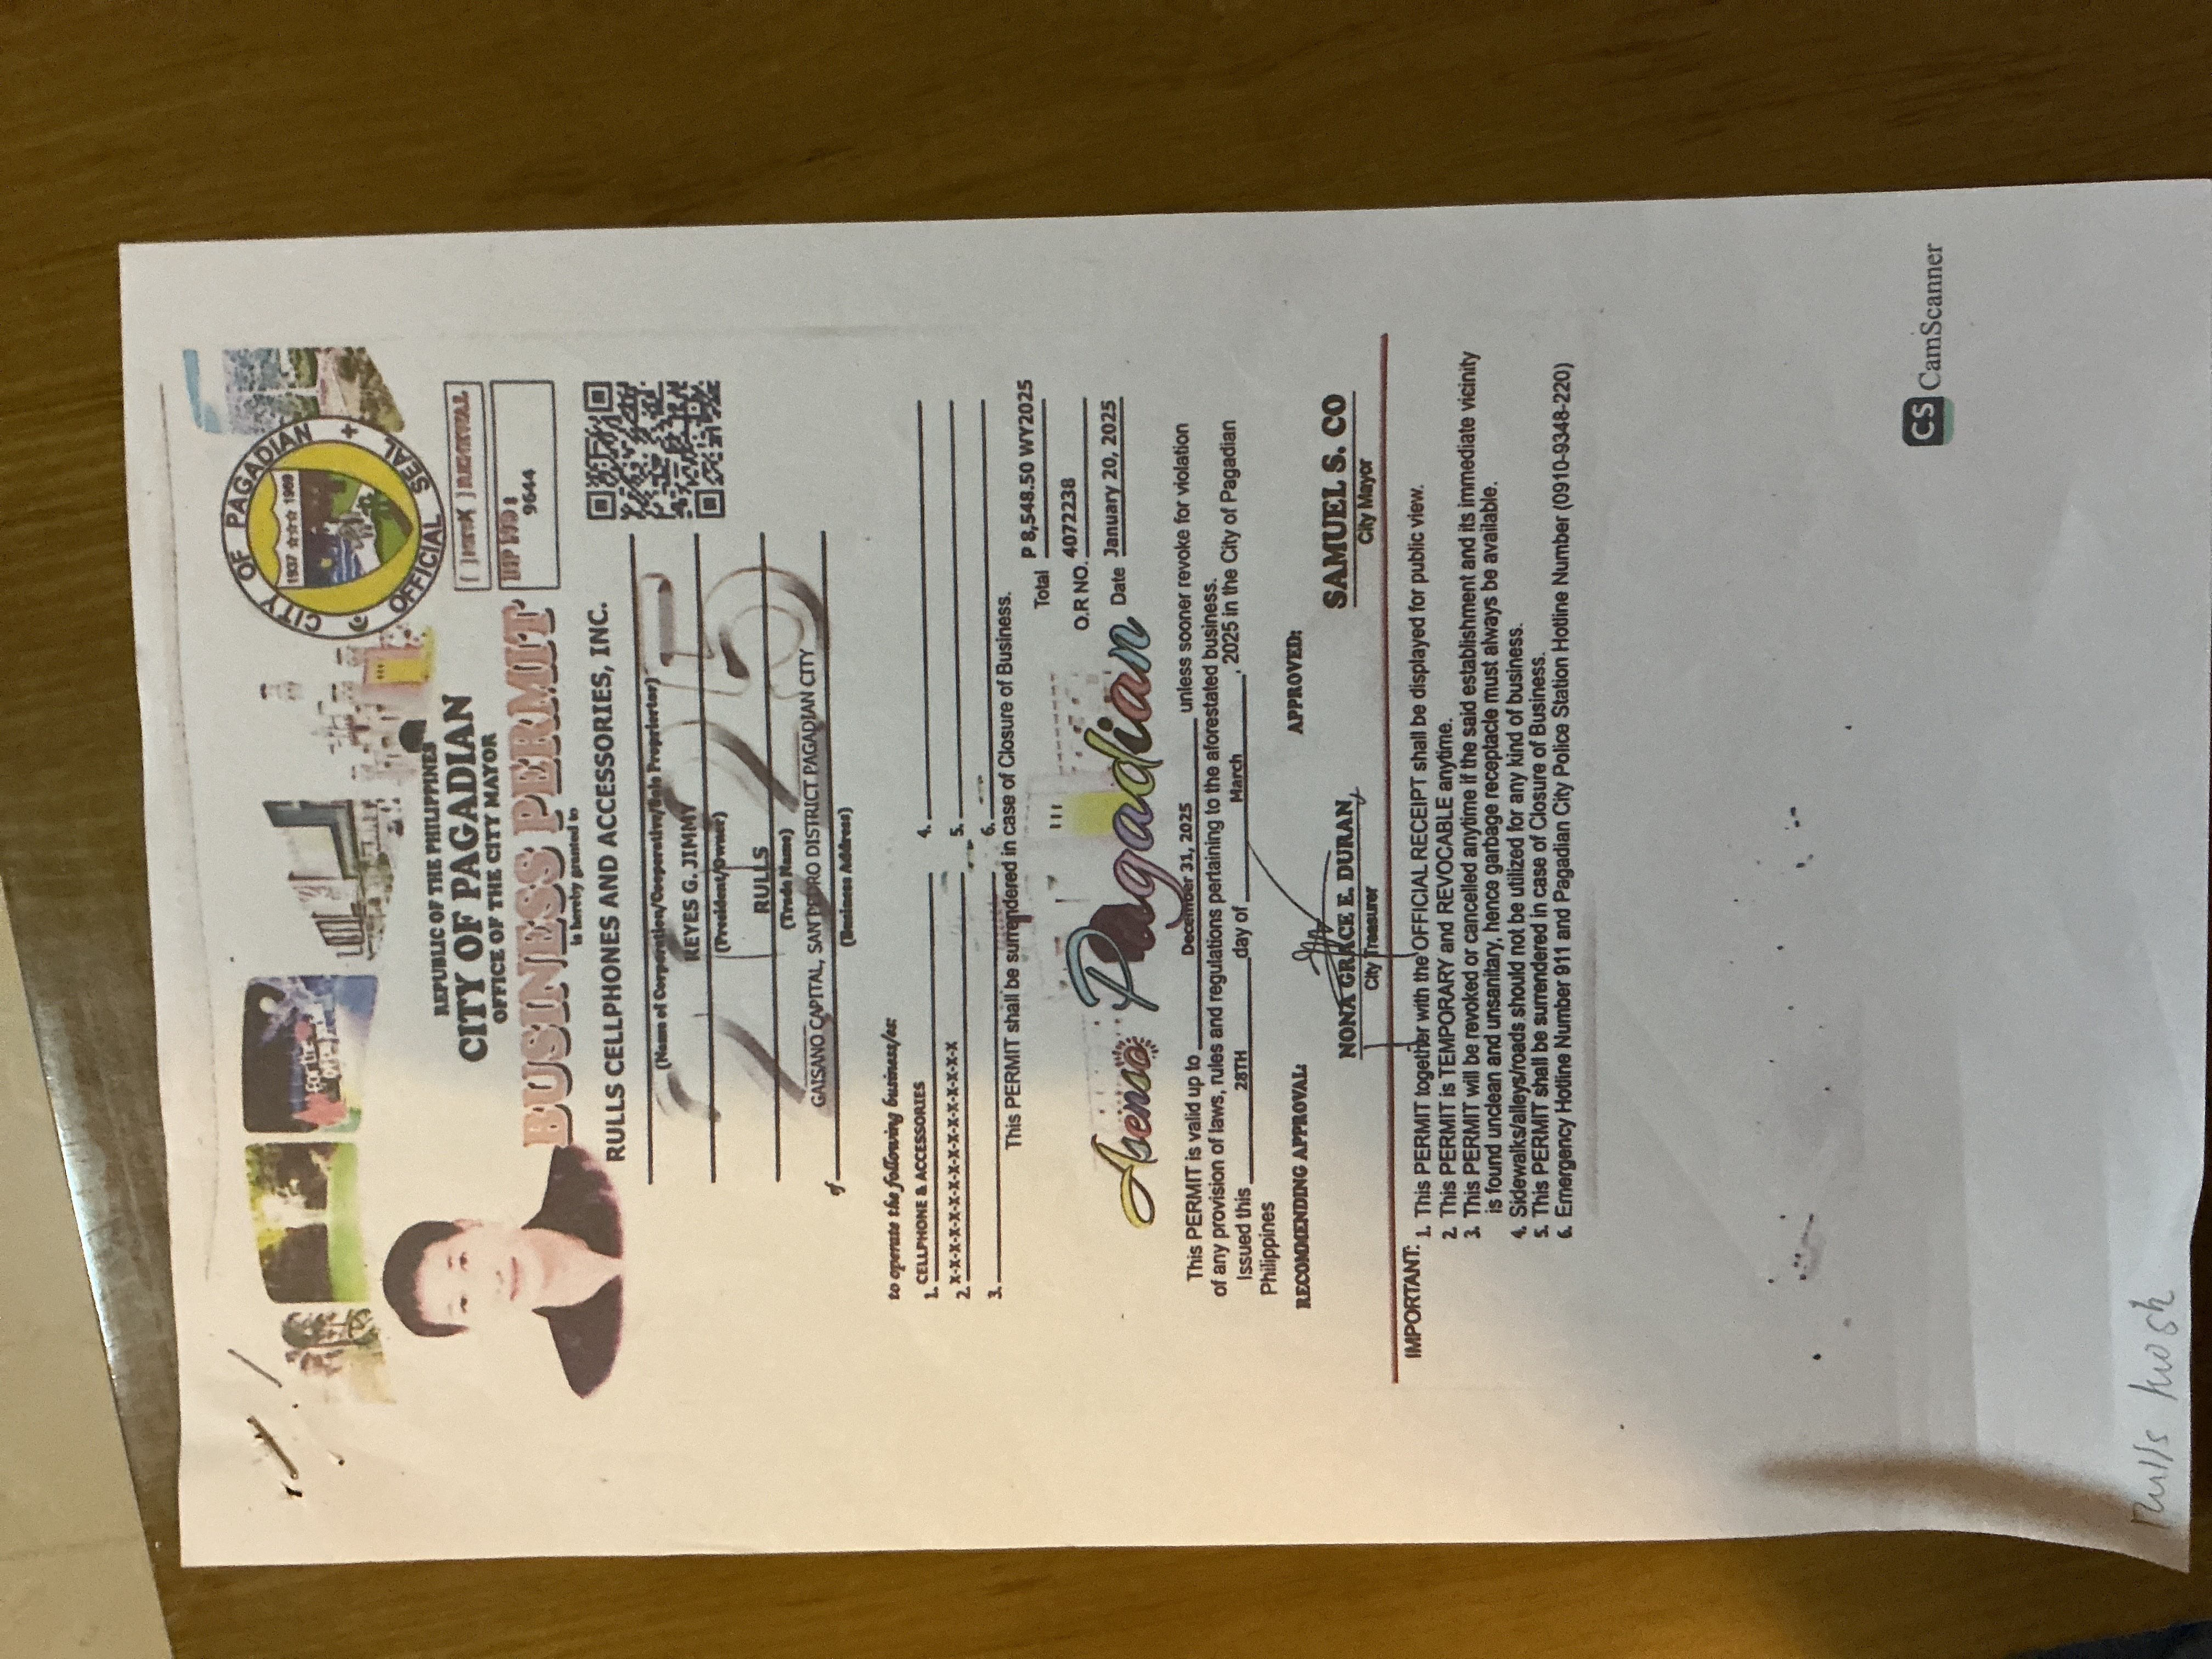 CITY OF PAGADIAN
1937 1969
OFFICIAL SEAL
REPUBLIC OF THE PHILIPPINES
CITY OF PAGADIAN
OFFICE OF THE CITY MAYOR
[ ] NEW [X ] RENEWAL
BUSINESS PERMIT
BP NO :
9644
is hereby granted to
RULLS CELLPHONES AND ACCESSORIES, INC.
(Name of Corporation/Cooperative/Sole Proprietor)
REYES G. JIMMY
(President/Owner)
RULLS
(Trade Name)
of GAISANO CAPITAL, SAN PEDRO DISTRICT PAGADIAN CITY
(Business Address)
2025
to operate the following business/es:
1. CELLPHONE & ACCESSORIES 4.
2. X-X-X-X-X-X-X-X-X-X-X-X-X-X 5.
3. 6.
This PERMIT shall be surrendered in case of Closure of Business.
Total P 8,548.50 WY2025
O.R NO. 4072238
Date January 20, 2025
Asenso Pagadian
This PERMIT is valid up to December 31, 2025 unless sooner revoke for violation
of any provision of laws, rules and regulations pertaining to the aforestated business.
Issued this 28TH day of March , 2025 in the City of Pagadian
Philippines
RECOMMENDING APPROVAL: APPROVED:
NONA GRACE E. DURAN SAMUEL S. CO
City Treasurer City Mayor
IMPORTANT:
1. This PERMIT together with the OFFICIAL RECEIPT shall be displayed for public view.
2. This PERMIT is TEMPORARY and REVOCABLE anytime.
3. This PERMIT will be revoked or cancelled anytime if the said establishment and its immediate vicinity
is found unclean and unsanitary, hence garbage receptacle must always be available.
4. Sidewalks/alleys/roads should not be utilized for any kind of business.
5. This PERMIT shall be surrendered in case of Closure of Business.
6. Emergency Hotline Number 911 and Pagadian City Police Station Hotline Number (0910-9348-220)
CS CamScanner
Rulls